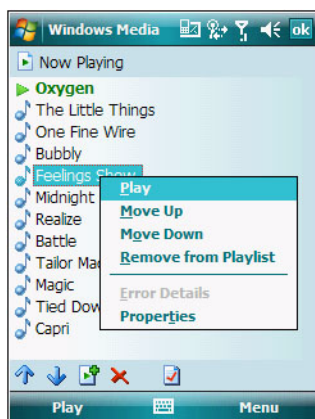 Windows Media ok
Now Playing
Oxygen
The Little Things
One Fine Wire
Bubbly
Feelings Show
Play
Midnight
Move Up
Realize
Move Down
Battle
Remove from Playlist
Tailor Mad
Magic
Error Details
Tied Dow
Properties
Capri
Play Menu